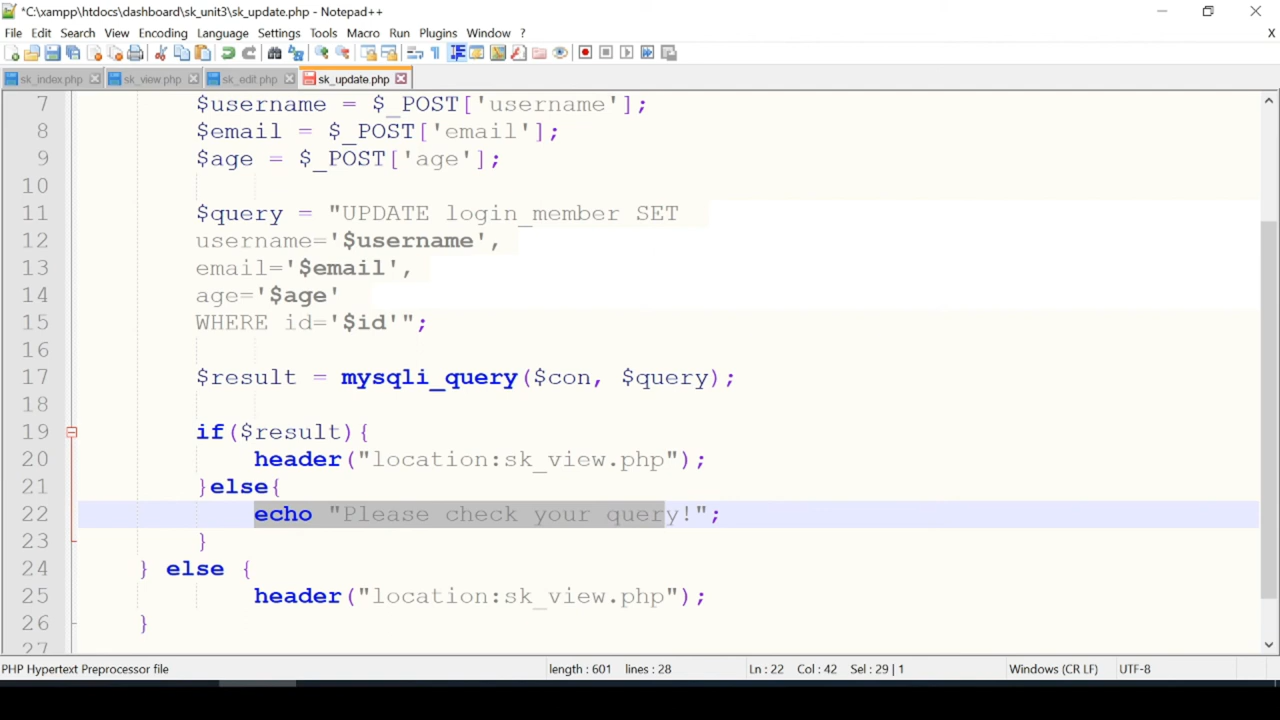 *C:\xampp\htdocs\dashboard\sk_unit3\sk_update.php - Notepad++
File Edit Search View Encoding Language Settings Tools Macro Run Plugins Window ? X
sk_index.php sk_view.php sk_edit.php sk_update.php
7 $username = $_POST['username'];
8 $email = $_POST['email'];
9 $age = $_POST['age'];
10
11 $query = "UPDATE login_member SET
12 username='$username',
13 email='$email',
14 age='$age'
15 WHERE id='$id'";
16
17 $result = mysqli_query($con, $query);
18
19 if($result){
20 header("location:sk_view.php");
21 }else{
22 echo "Please check your query!";
23 }
24 } else {
25 header("location:sk_view.php");
26 }
27
PHP Hypertext Preprocessor file length : 601 lines : 28 Ln : 22 Col : 42 Sel : 29 | 1 Windows (CR LF) UTF-8